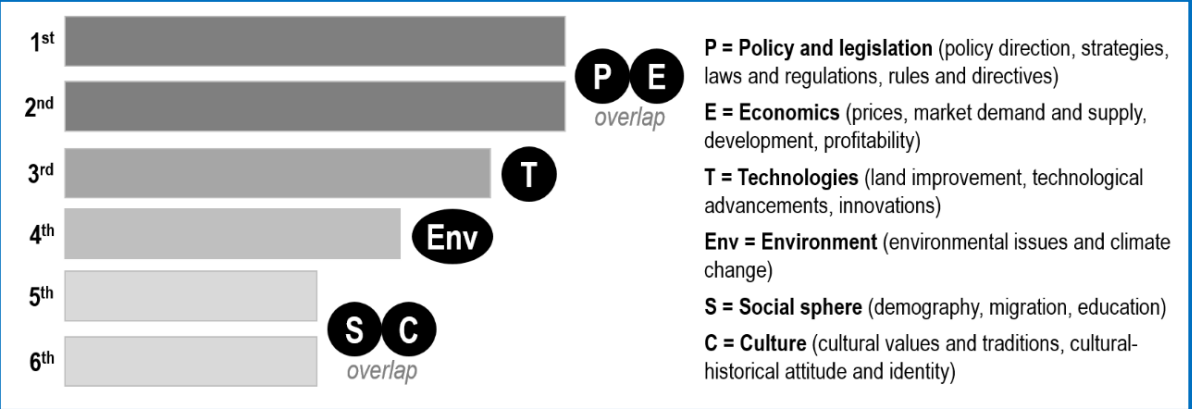 1st
2nd
P E
overlap
3rd
T
4th
Env
5th
6th
S C
overlap
P = Policy and legislation (policy direction, strategies,
laws and regulations, rules and directives)
E = Economics (prices, market demand and supply,
development, profitability)
T = Technologies (land improvement, technological
advancements, innovations)
Env = Environment (environmental issues and climate
change)
S = Social sphere (demography, migration, education)
C = Culture (cultural values and traditions, cultural-
historical attitude and identity)